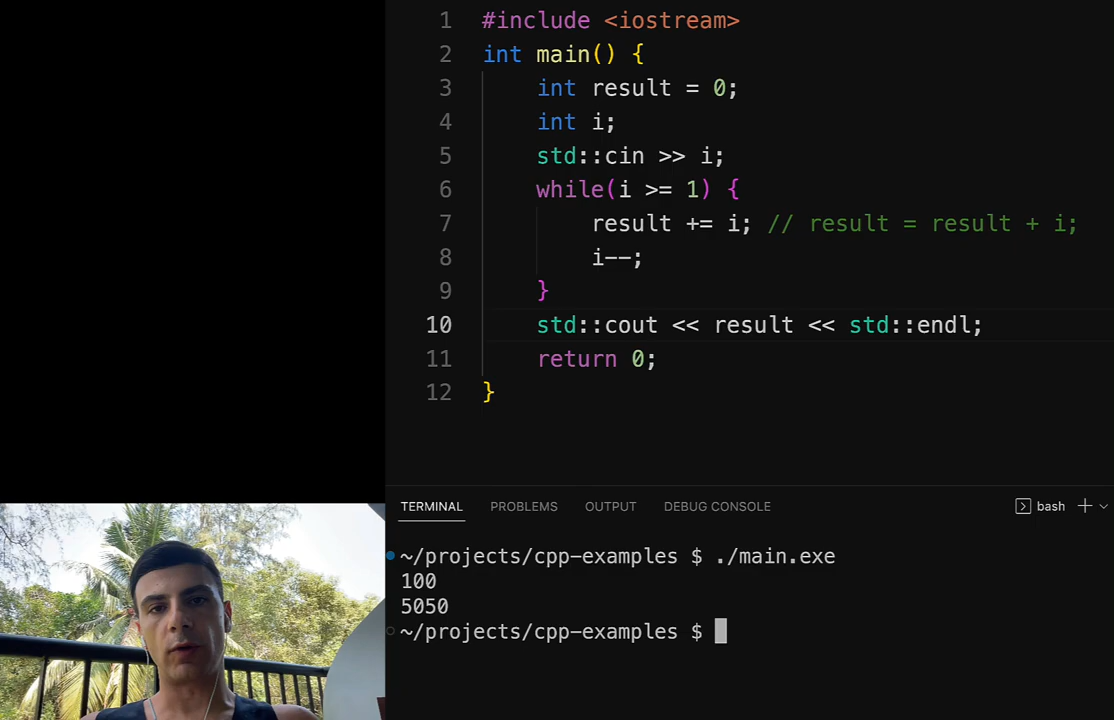 1 #include <iostream>
2 int main() {
3 int result = 0;
4 int i;
5 std::cin >> i;
6 while(i >= 1) {
7 result += i; // result = result + i;
8 i--;
9 }
10 std::cout << result << std::endl;
11 return 0;
12 }
TERMINAL PROBLEMS OUTPUT DEBUG CONSOLE bash
~/projects/cpp-examples $ ./main.exe
100
5050
~/projects/cpp-examples $